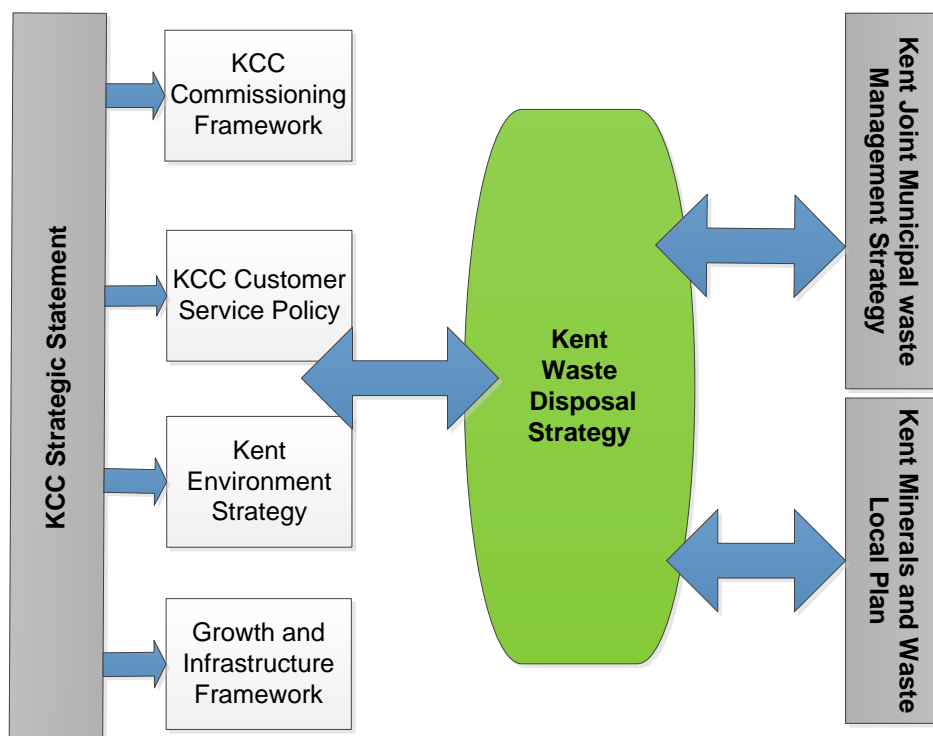 KCC Strategic Statement
KCC
Commissioning
Framework
KCC Customer
Service Policy
Kent
Environment
Strategy
Growth and
Infrastructure
Framework
Kent
Waste
Disposal
Strategy
Kent Joint Municipal waste
Management Strategy
Kent Minerals and Waste
Local Plan